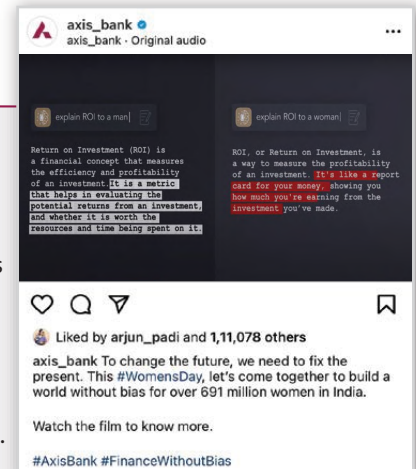 axis_bank
axis_bank · Original audio
explain ROI to a man
Return on Investment (ROI) is
a financial concept that measures
the efficiency and profitability
of an investment. It is a metric
that helps in evaluating the
potential returns from an investment,
and whether it is worth the
resources and time being spent on it.
explain ROI to a woman
ROI, or Return on Investment, is
a way to measure the profitability
of an investment. It's like a report
card for your money, showing you
how much you're earning from the
investment you've made.
Liked by arjun_padi and 1,11,078 others
axis_bank To change the future, we need to fix the
present. This #WomensDay, let's come together to build a
world without bias for over 691 million women in India.
Watch the film to know more.
#AxisBank #FinanceWithoutBias